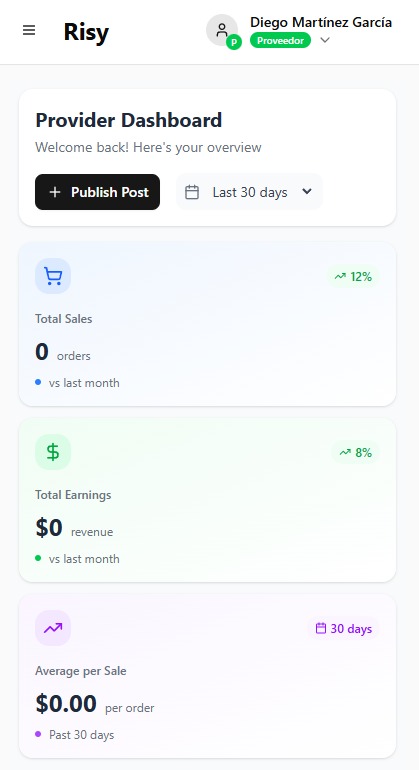 Risy
Diego Martínez García
P
Proveedor
Provider Dashboard
Welcome back! Here's your overview
Publish Post
Last 30 days
12%
Total Sales
0 orders
vs last month
8%
Total Earnings
$0 revenue
vs last month
30 days
Average per Sale
$0.00 per order
Past 30 days